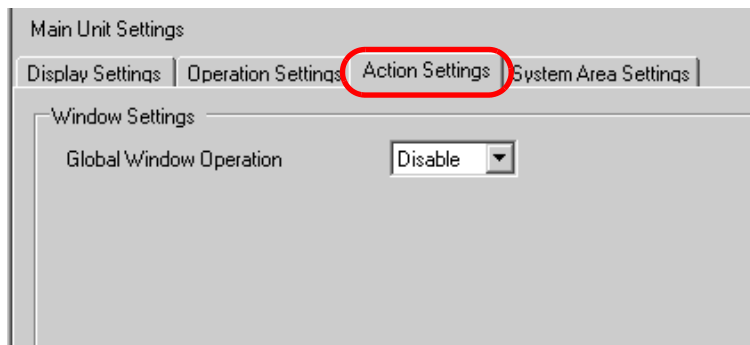 Main Unit Settings
Display Settings Operation Settings Action Settings System Area Settings
Window Settings
Global Window Operation Disable